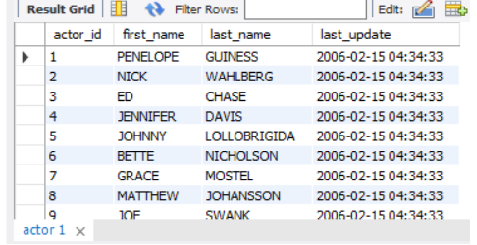 Result Grid Filter Rows: Edit:
actor_id first_name last_name last_update
1 PENELOPE GUINESS 2006-02-15 04:34:33
2 NICK WAHLBERG 2006-02-15 04:34:33
3 ED CHASE 2006-02-15 04:34:33
4 JENNIFER DAVIS 2006-02-15 04:34:33
5 JOHNNY LOLLOBRIGIDA 2006-02-15 04:34:33
6 BETTE NICHOLSON 2006-02-15 04:34:33
7 GRACE MOSTEL 2006-02-15 04:34:33
8 MATTHEW JOHANSSON 2006-02-15 04:34:33
9 JOE SWANK 2006-02-15 04:34:33
actor 1